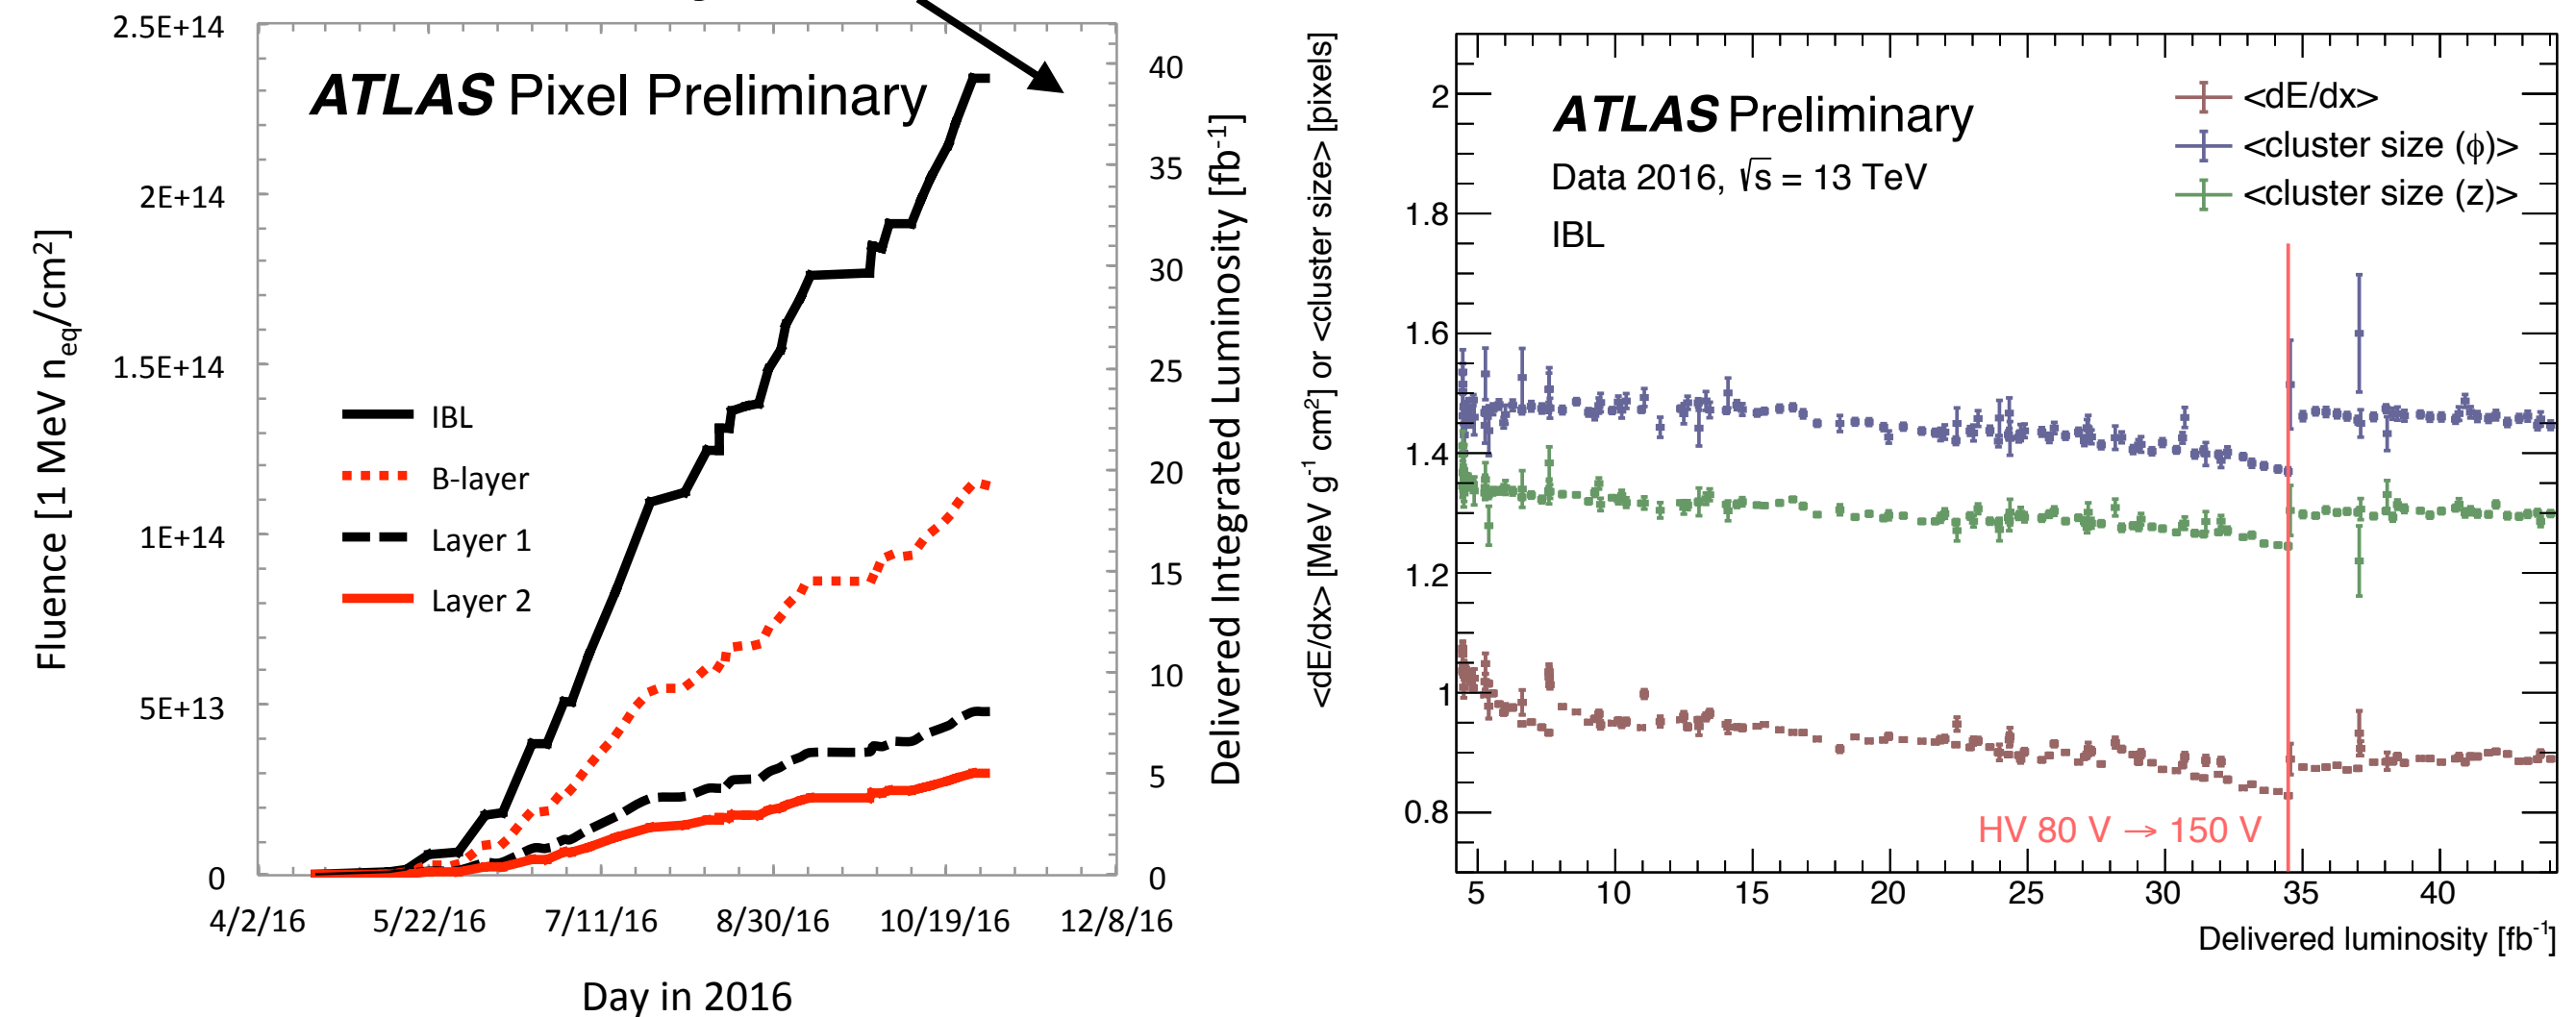 2.5E+14
2E+14
1.5E+14
1E+14
5E+13
0
Fluence [1 MeV n_eq/cm²]
ATLAS Pixel Preliminary
IBL
B-layer
Layer 1
Layer 2
40
35
30
25
20
15
10
5
0
Delivered Integrated Luminosity [fb⁻¹]
4/2/16 5/22/16 7/11/16 8/30/16 10/19/16 12/8/16
Day in 2016
<dE/dx> [MeV g⁻¹ cm²] or <cluster size> [pixels]
2
1.8
1.6
1.4
1.2
1
0.8
ATLAS Preliminary
Data 2016, √s = 13 TeV
IBL
<dE/dx>
<cluster size (ϕ)>
<cluster size (z)>
HV 80 V → 150 V
5 10 15 20 25 30 35 40
Delivered luminosity [fb⁻¹]